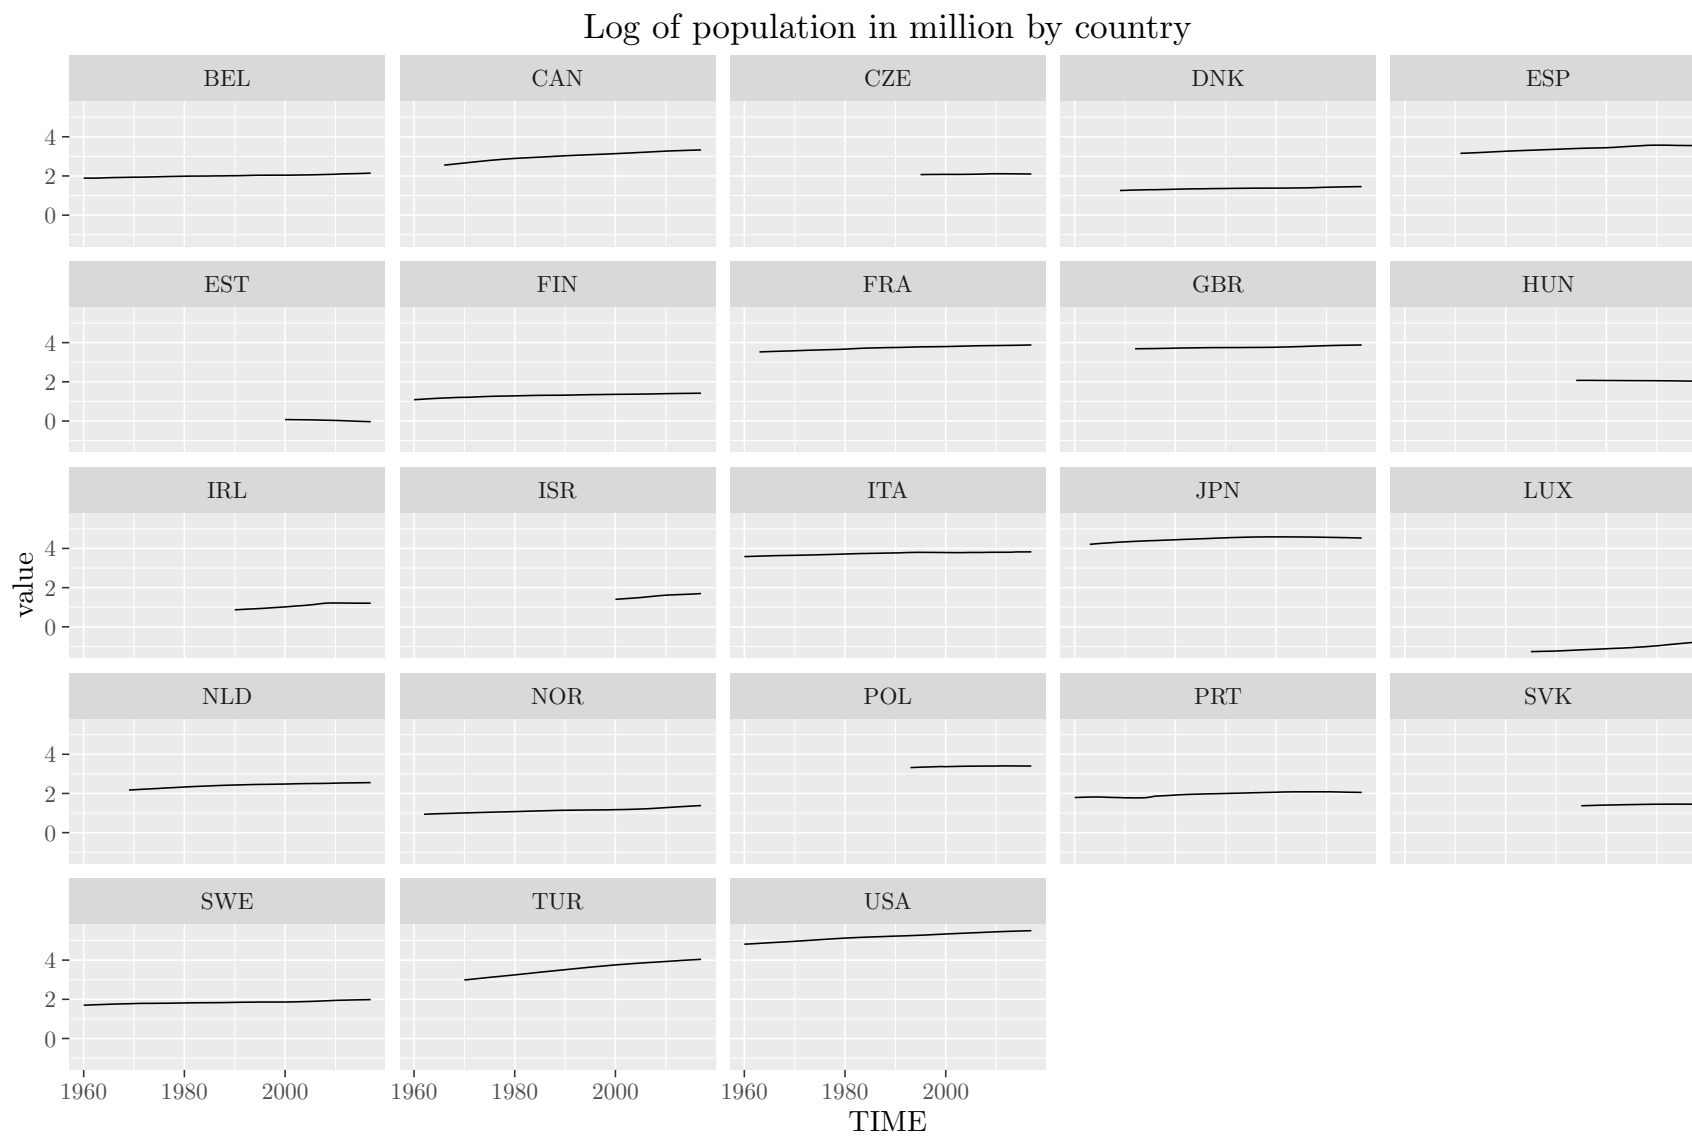 Log of population in million by country
BEL CAN CZE DNK ESP
4
2
0
EST FIN FRA GBR HUN
4
2
0
IRL ISR ITA JPN LUX
4
2
0
value
NLD NOR POL PRT SVK
4
2
0
SWE TUR USA
4
2
0
1960 1980 2000 1960 1980 2000 1960 1980 2000
TIME